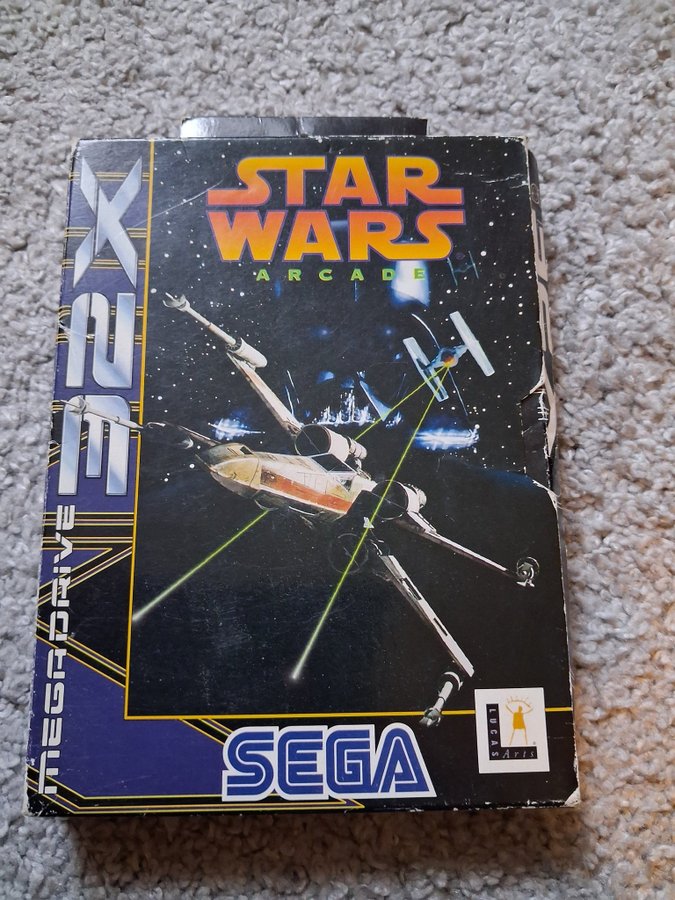 STAR
WARS
ARCADE
MEGADRIVE 32X
SEGA
LUCAS
Arts